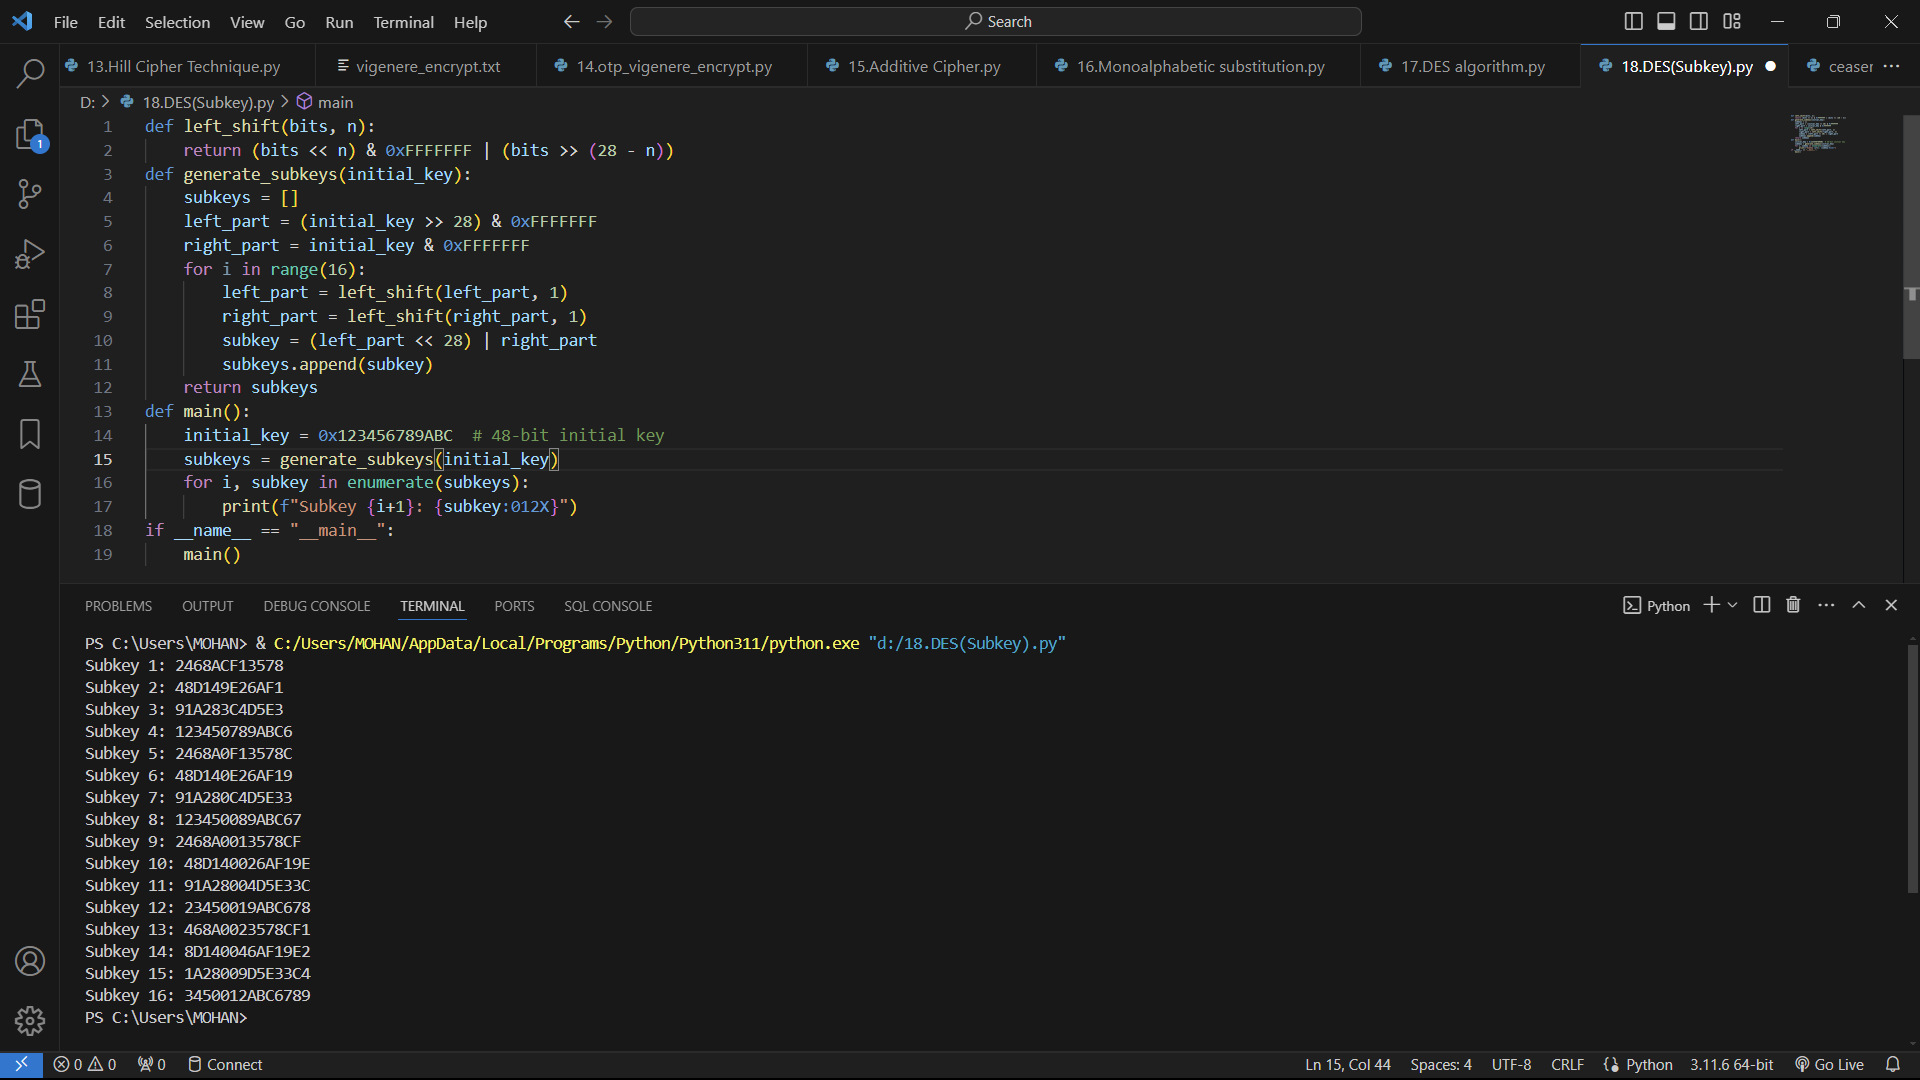 File Edit Selection View Go Run Terminal Help Search
13.Hill Cipher Technique.py vigenere_encrypt.txt 14.otp_vigenere_encrypt.py 15.Additive Cipher.py 16.Monoalphabetic substitution.py 17.DES algorithm.py 18.DES(Subkey).py ceaser ...
D: > 18.DES(Subkey).py > main
1 def left_shift(bits, n):
2     return (bits << n) & 0xFFFFFFF | (bits >> (28 - n))
3 def generate_subkeys(initial_key):
4     subkeys = []
5     left_part = (initial_key >> 28) & 0xFFFFFFF
6     right_part = initial_key & 0xFFFFFFF
7     for i in range(16):
8         left_part = left_shift(left_part, 1)
9         right_part = left_shift(right_part, 1)
10         subkey = (left_part << 28) | right_part
11         subkeys.append(subkey)
12     return subkeys
13 def main():
14     initial_key = 0x123456789ABC  # 48-bit initial key
15     subkeys = generate_subkeys(initial_key)
16     for i, subkey in enumerate(subkeys):
17         print(f"Subkey {i+1}: {subkey:012X}")
18 if __name__ == "__main__":
19     main()
1
PROBLEMS OUTPUT DEBUG CONSOLE TERMINAL PORTS SQL CONSOLE Python
PS C:\Users\MOHAN> & C:/Users/MOHAN/AppData/Local/Programs/Python/Python311/python.exe "d:/18.DES(Subkey).py"
Subkey 1: 2468ACF13578
Subkey 2: 48D149E26AF1
Subkey 3: 91A283C4D5E3
Subkey 4: 123450789ABC6
Subkey 5: 2468A0F13578C
Subkey 6: 48D140E26AF19
Subkey 7: 91A280C4D5E33
Subkey 8: 123450089ABC67
Subkey 9: 2468A0013578CF
Subkey 10: 48D140026AF19E
Subkey 11: 91A28004D5E33C
Subkey 12: 23450019ABC678
Subkey 13: 468A0023578CF1
Subkey 14: 8D140046AF19E2
Subkey 15: 1A28009D5E33C4
Subkey 16: 3450012ABC6789
PS C:\Users\MOHAN>
0 0 0 Connect Ln 15, Col 44 Spaces: 4 UTF-8 CRLF Python 3.11.6 64-bit Go Live